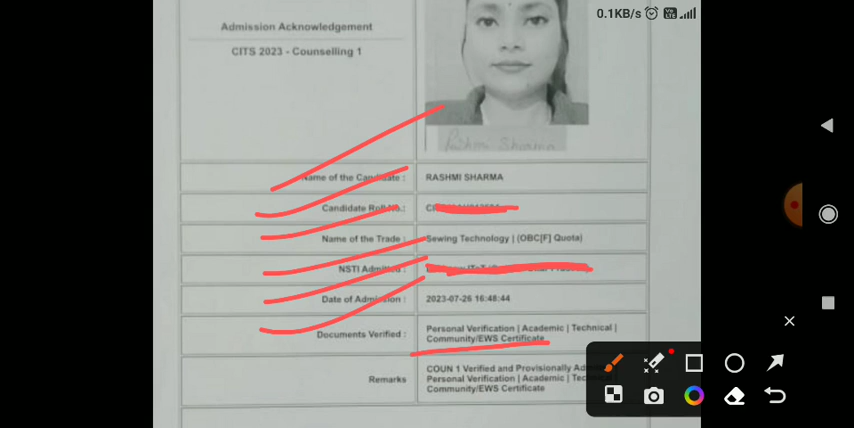 0.1KB/s
Admission Acknowledgement
CITS 2023 - Counselling 1
Rashmi Sharma
Name of the Candidate :
RASHMI SHARMA
Candidate Roll No.:
Name of the Trade :
Sewing Technology | (OBC[F] Quota)
NSTI Admitted :
Date of Admission :
2023-07-26 16:48:44
Documents Verified :
Personal Verification | Academic | Technical |
Community/EWS Certificate
Remarks
COUN 1 Verified and Provisionally
Personal Verification | Academic |
Community/EWS Certificate